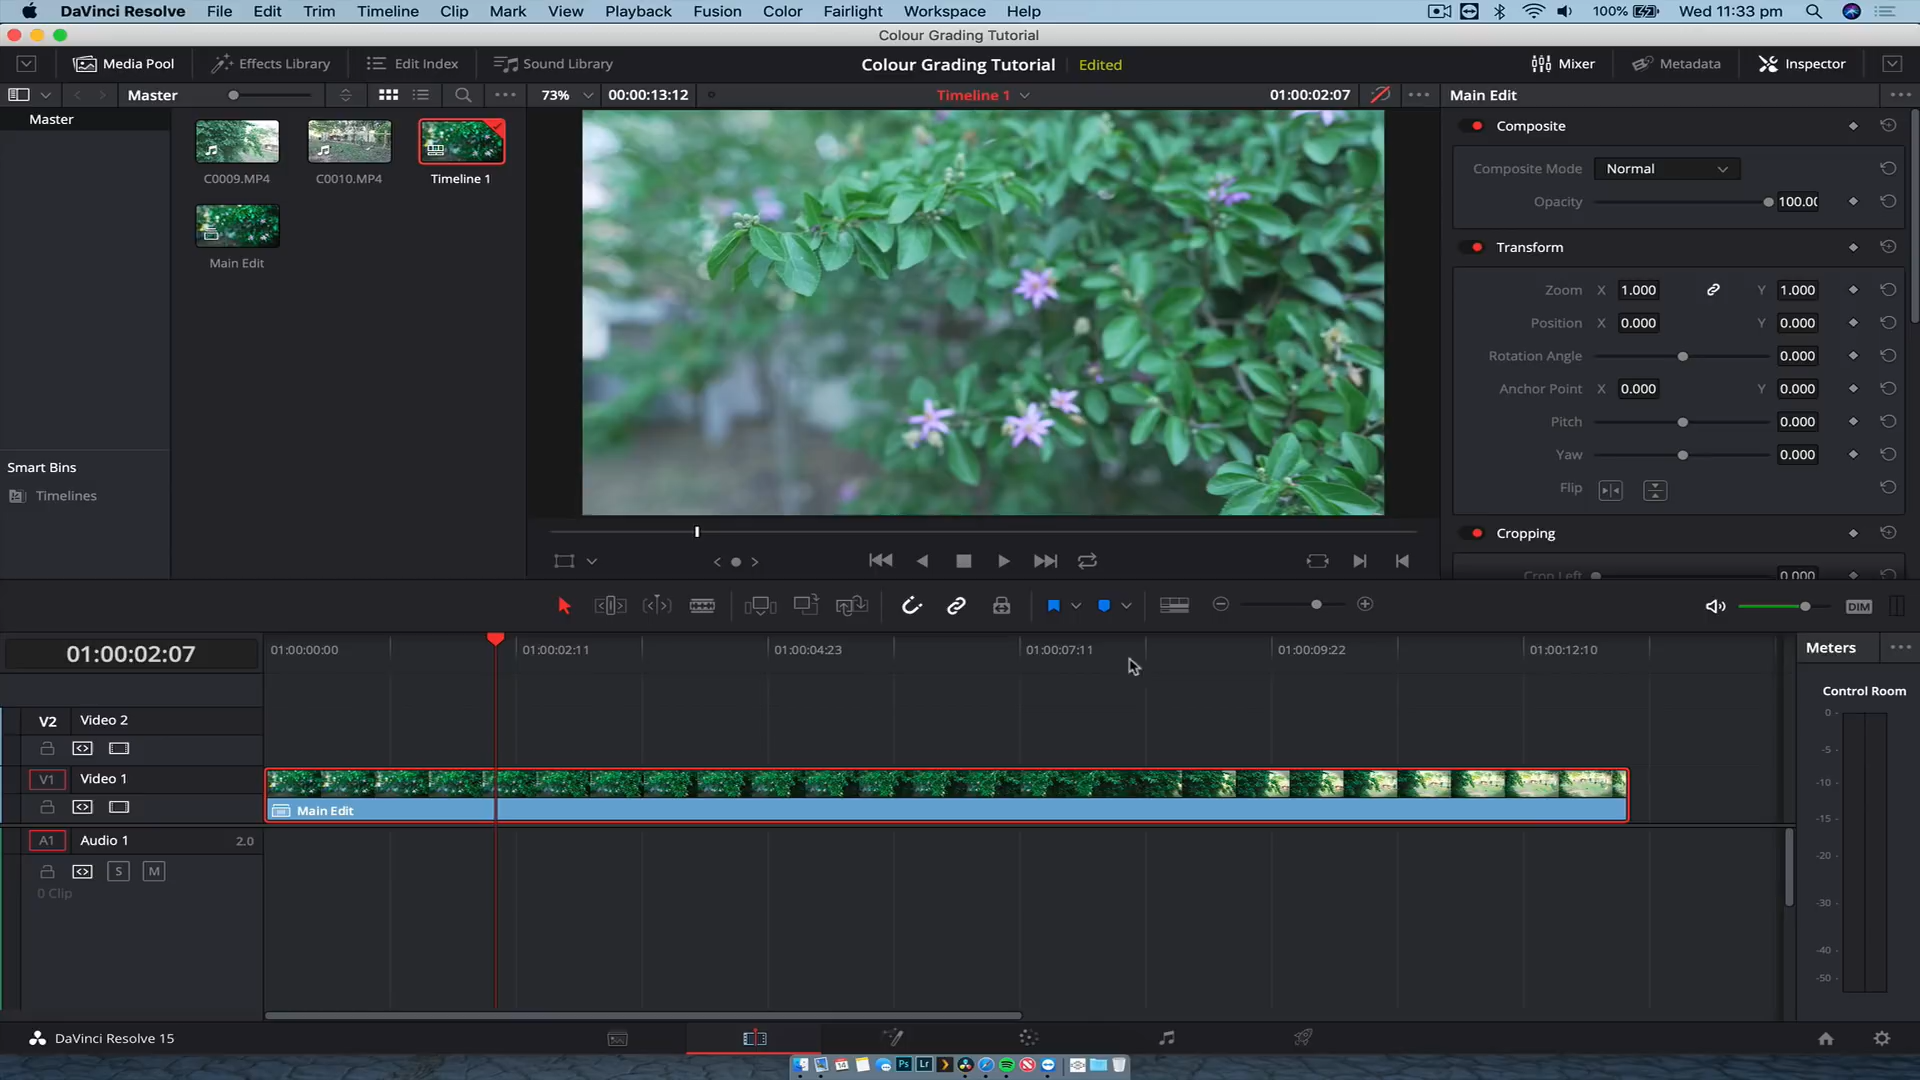 DaVinci Resolve File Edit Trim Timeline Clip Mark View Playback Fusion Color Fairlight Workspace Help 100% Wed 11:33 pm
Colour Grading Tutorial
Media Pool Effects Library Edit Index Sound Library Colour Grading Tutorial Edited Mixer Metadata Inspector
Master 73% 00:00:13:12 Timeline 1 01:00:02:07 Main Edit
Master
C0009.MP4 C0010.MP4 Timeline 1
Main Edit
Smart Bins
Timelines
Composite
Composite Mode Normal
Opacity 100.00
Transform
Zoom X 1.000 Y 1.000
Position X 0.000 Y 0.000
Rotation Angle 0.000
Anchor Point X 0.000 Y 0.000
Pitch 0.000
Yaw 0.000
Flip
Cropping
Crop Left 0.000
DIM
01:00:02:07 01:00:00:00 01:00:02:11 01:00:04:23 01:00:07:11 01:00:09:22 01:00:12:10 Meters
Control Room
V2 Video 2
V1 Video 1
Main Edit
A1 Audio 1 2.0
S M
0 Clip
0
-5
-10
-15
-20
-30
-40
-50
DaVinci Resolve 15
Ps Lr